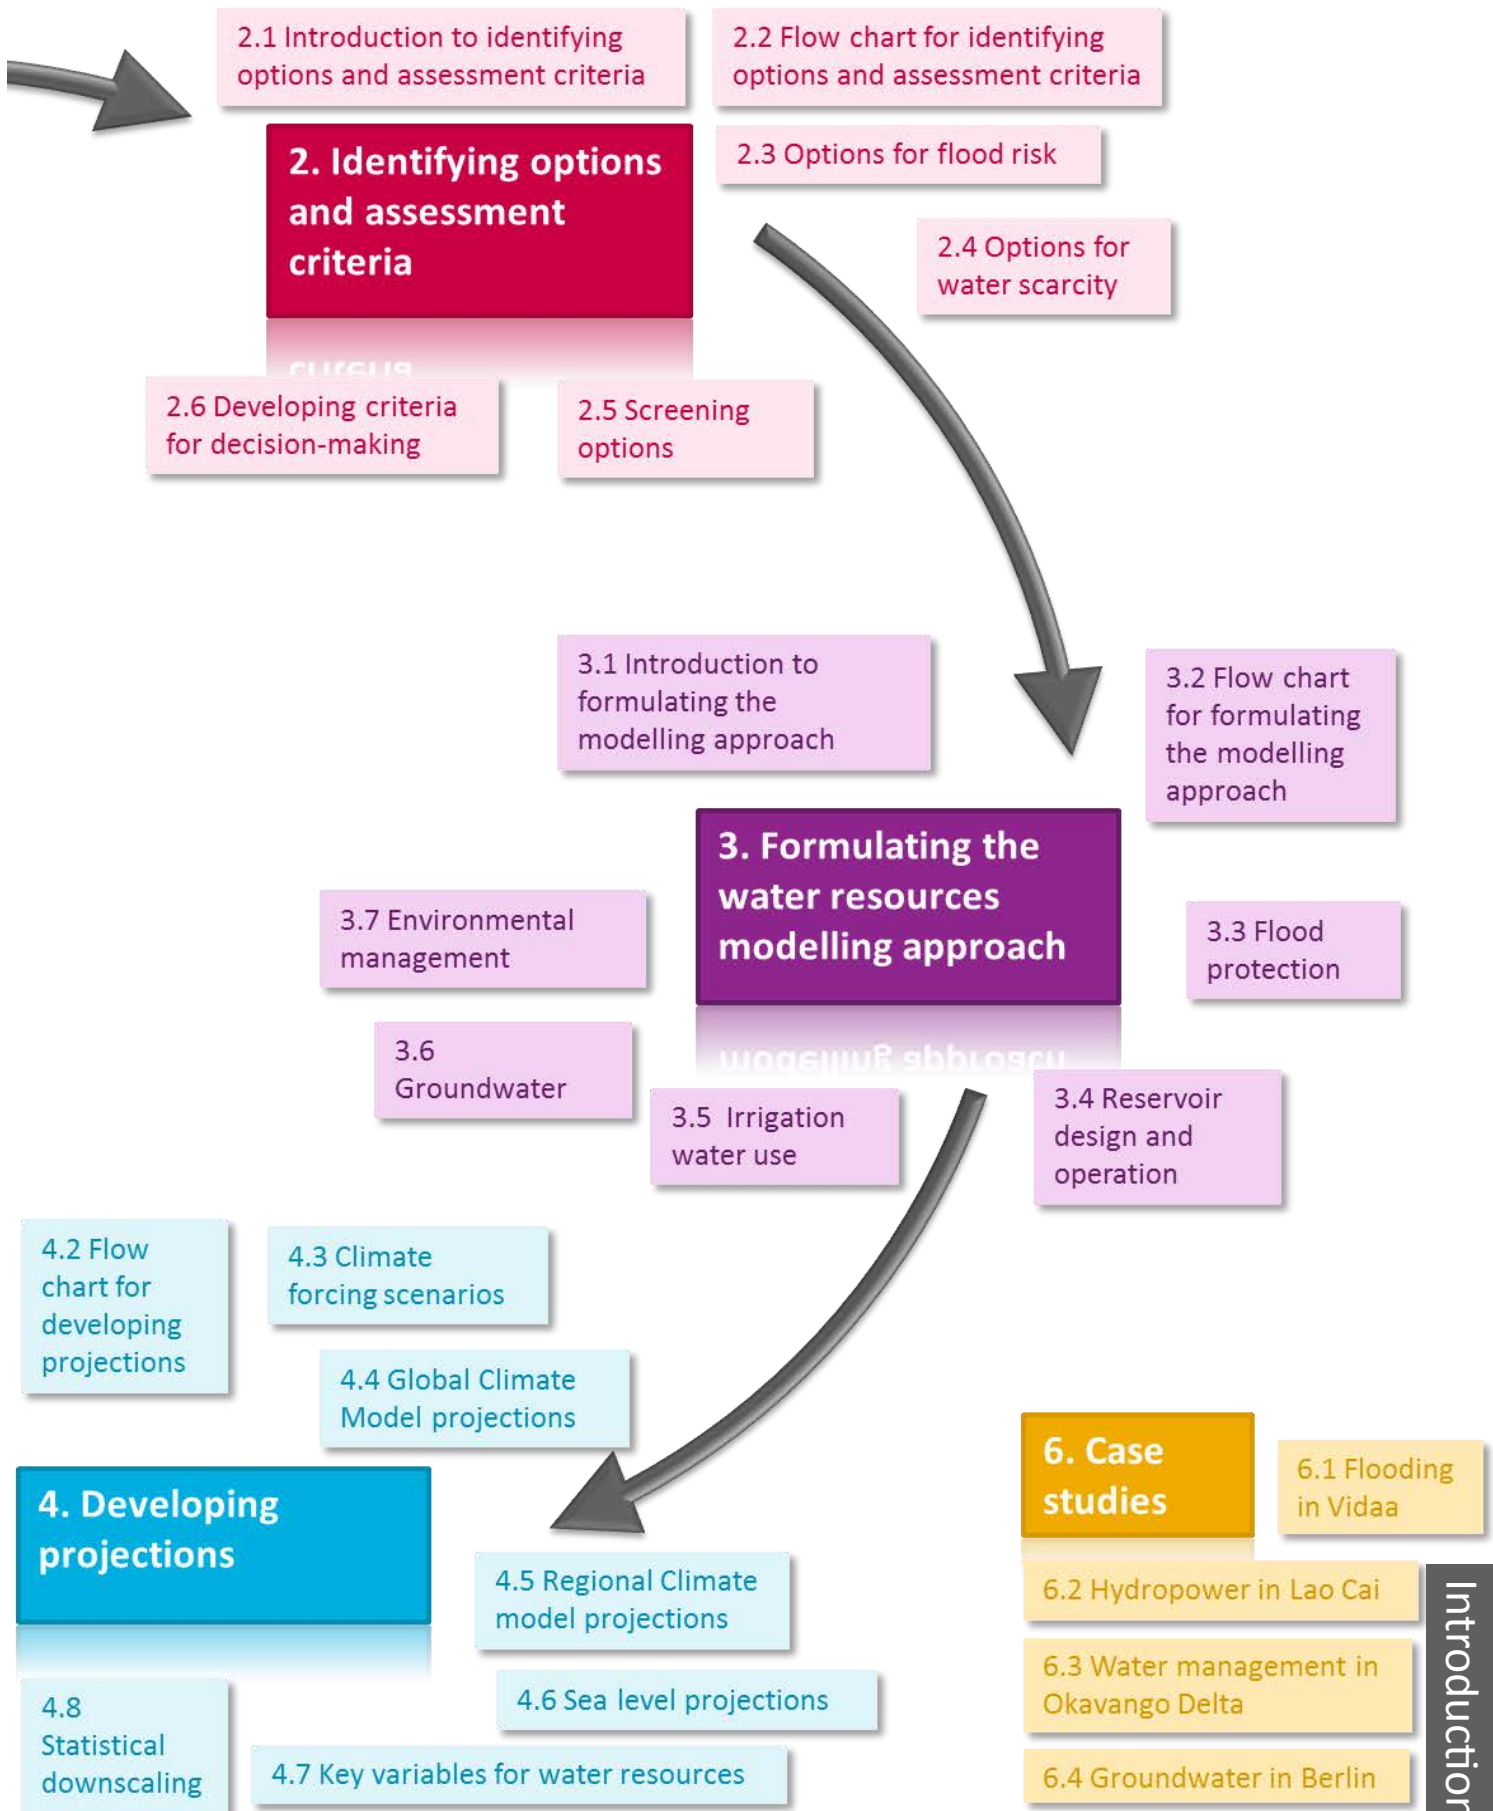 2.1 Introduction to identifying
options and assessment criteria
2.2 Flow chart for identifying
options and assessment criteria
2. Identifying options
and assessment
criteria
2.3 Options for flood risk
2.4 Options for
water scarcity
2.6 Developing criteria
for decision-making
2.5 Screening
options
3.1 Introduction to
formulating the
modelling approach
3.2 Flow chart
for formulating
the modelling
approach
3. Formulating the
water resources
modelling approach
3.7 Environmental
management
3.3 Flood
protection
3.6
Groundwater
3.5 Irrigation
water use
3.4 Reservoir
design and
operation
4.2 Flow
chart for
developing
projections
4.3 Climate
forcing scenarios
4.4 Global Climate
Model projections
4. Developing
projections
4.5 Regional Climate
model projections
4.6 Sea level projections
4.8
Statistical
downscaling
4.7 Key variables for water resources
6. Case
studies
6.1 Flooding
in Vidaa
6.2 Hydropower in Lao Cai
6.3 Water management in
Okavango Delta
6.4 Groundwater in Berlin
Introduction